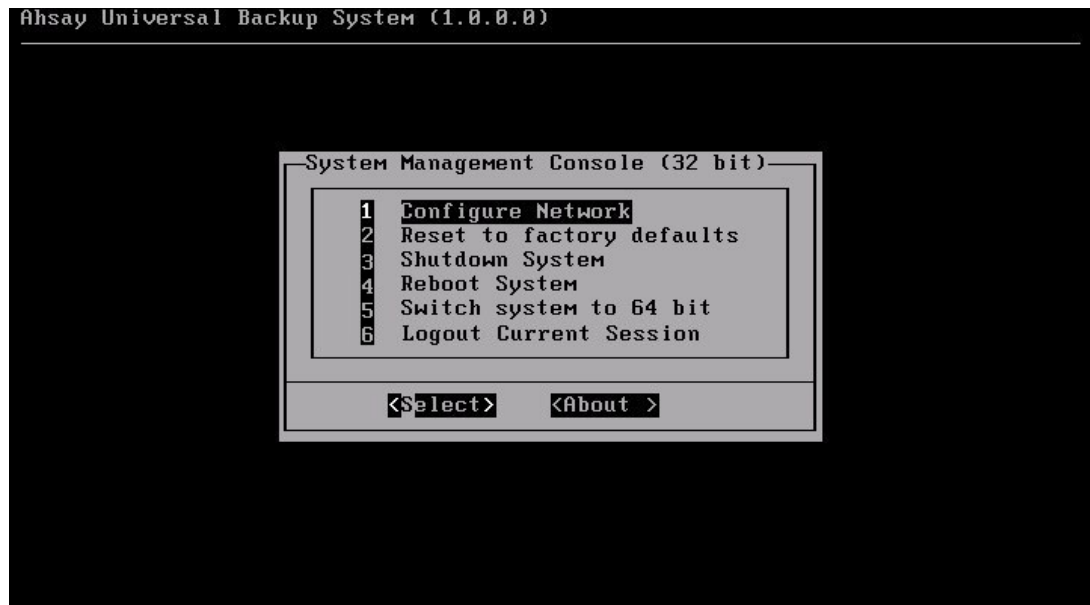 Ahsay Universal Backup System (1.0.0.0)
System Management Console (32 bit)
1 Configure Network
2 Reset to factory defaults
3 Shutdown System
4 Reboot System
5 Switch system to 64 bit
6 Logout Current Session
<Select> <About >